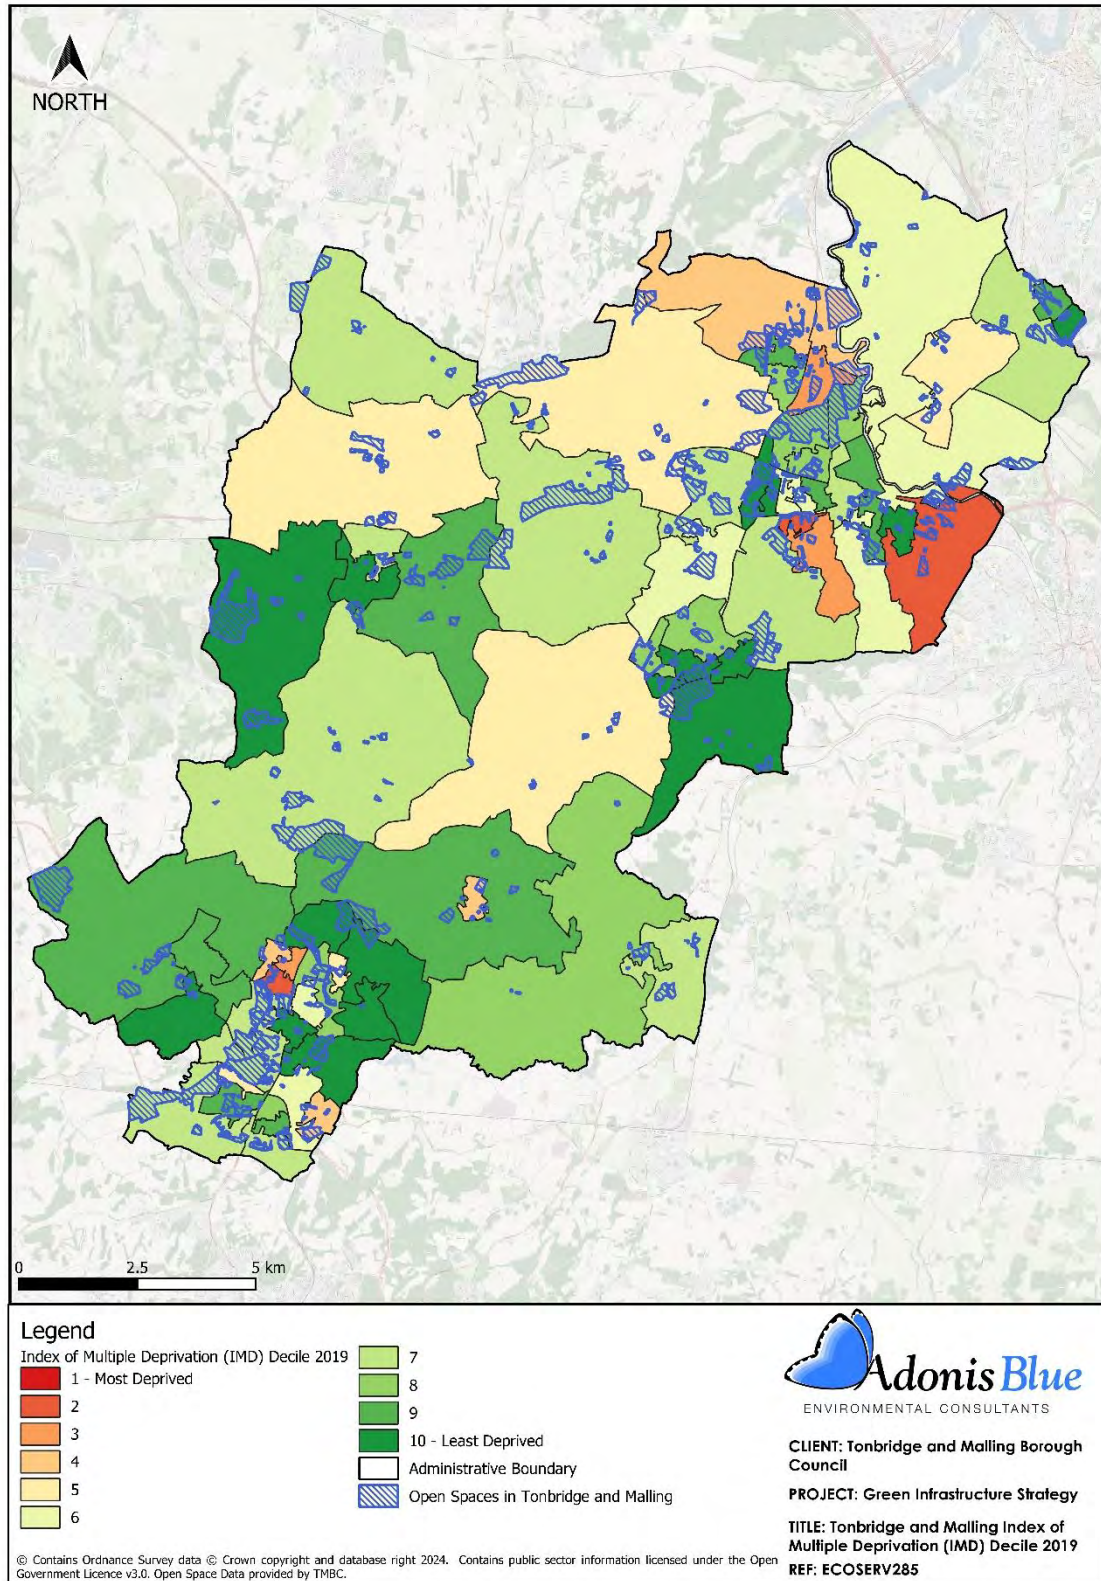 NORTH
0 2.5 5 km
Legend
Index of Multiple Deprivation (IMD) Decile 2019
1 - Most Deprived
2
3
4
5
6
7
8
9
10 - Least Deprived
Administrative Boundary
Open Spaces in Tonbridge and Malling
© Contains Ordnance Survey data © Crown copyright and database right 2024. Contains public sector information licensed under the Open
Government Licence v3.0. Open Space Data provided by TMBC.
Adonis Blue
ENVIRONMENTAL CONSULTANTS
CLIENT: Tonbridge and Malling Borough
Council
PROJECT: Green Infrastructure Strategy
TITLE: Tonbridge and Malling Index of
Multiple Deprivation (IMD) Decile 2019
REF: ECOSERV285